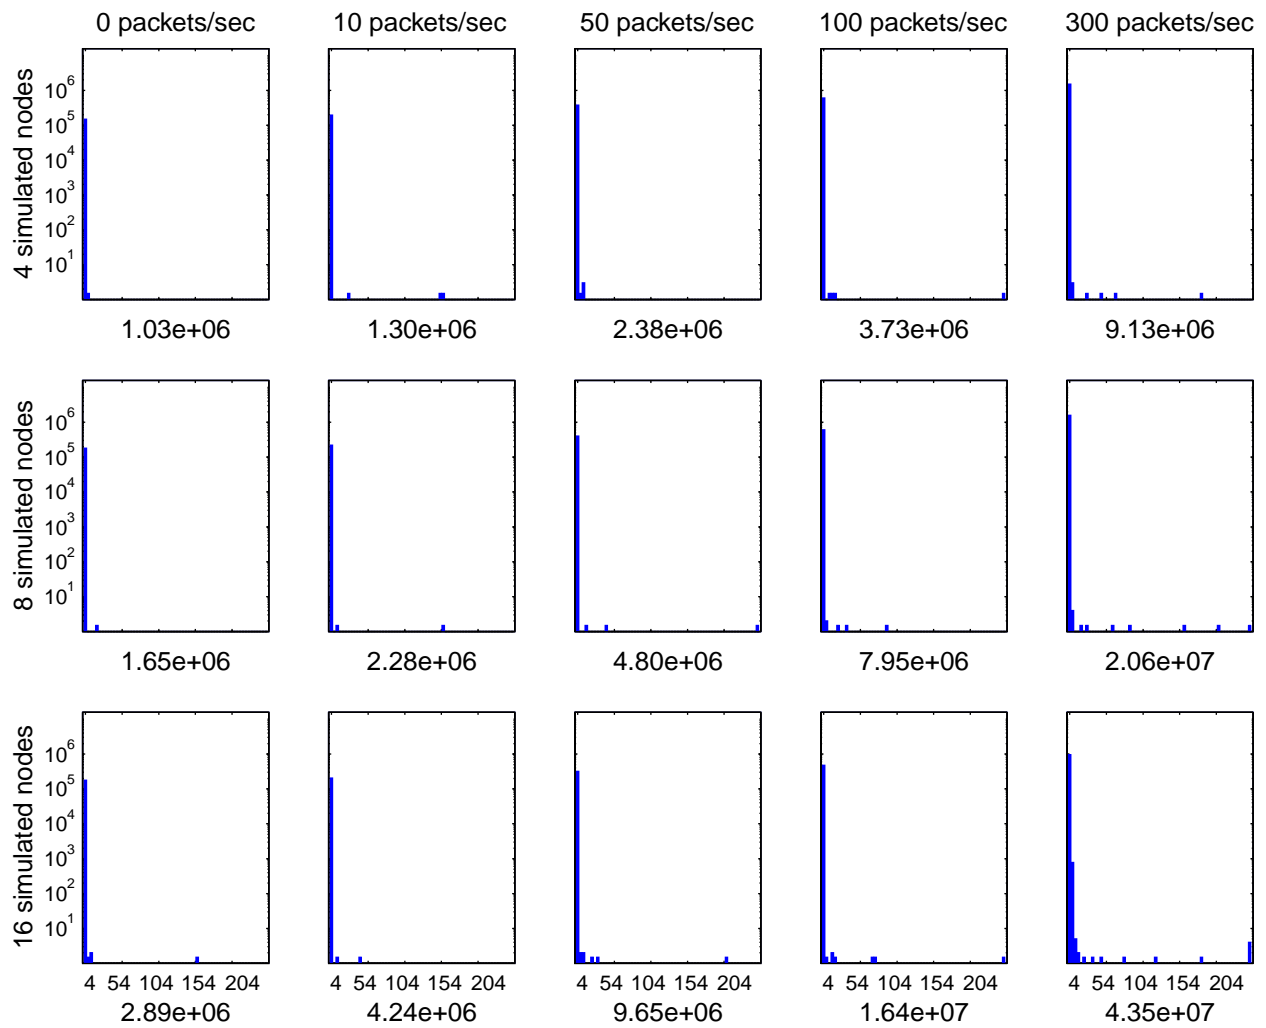 0 packets/sec 10 packets/sec 50 packets/sec 100 packets/sec 300 packets/sec
4 simulated nodes
10^6
10^5
10^4
10^3
10^2
10^1
1.03e+06 1.30e+06 2.38e+06 3.73e+06 9.13e+06
8 simulated nodes
10^6
10^5
10^4
10^3
10^2
10^1
1.65e+06 2.28e+06 4.80e+06 7.95e+06 2.06e+07
16 simulated nodes
10^6
10^5
10^4
10^3
10^2
10^1
4 54 104 154 204 4 54 104 154 204 4 54 104 154 204 4 54 104 154 204 4 54 104 154 204
2.89e+06 4.24e+06 9.65e+06 1.64e+07 4.35e+07